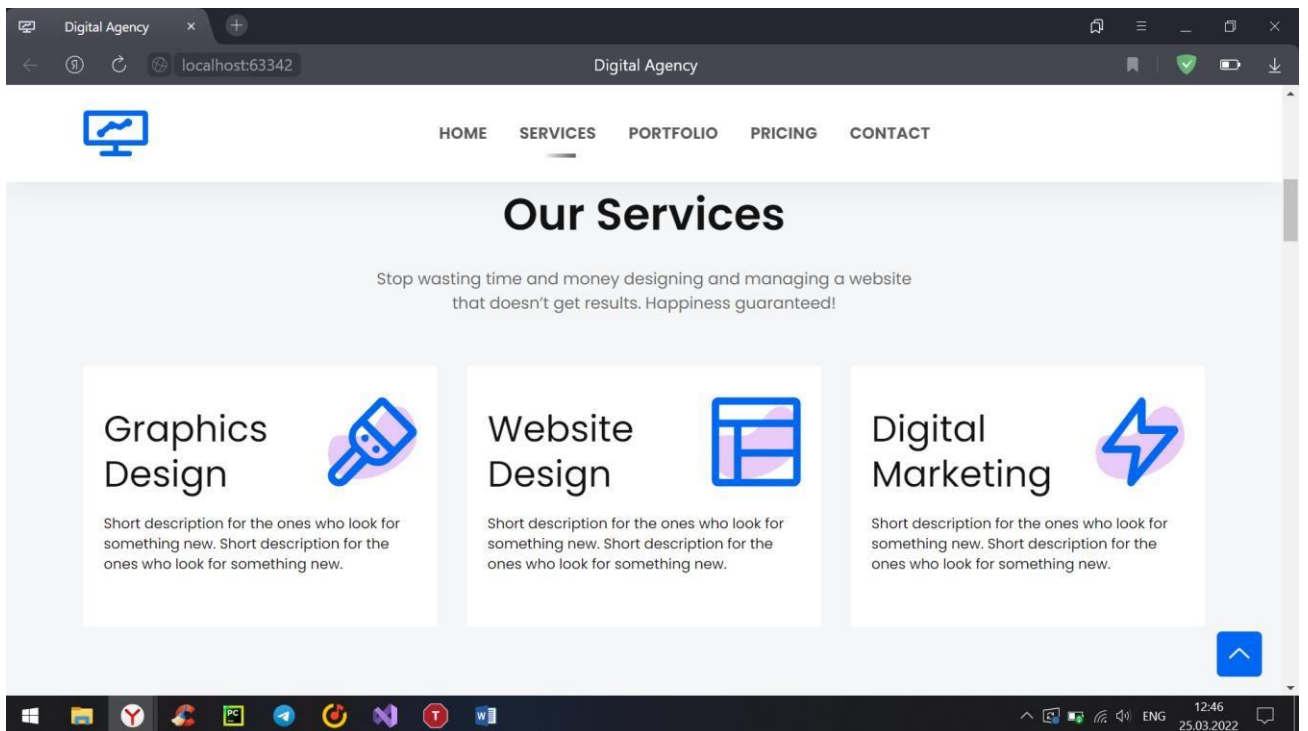 Digital Agency
Я localhost:63342 Digital Agency
HOME SERVICES PORTFOLIO PRICING CONTACT
Our Services
Stop wasting time and money designing and managing a website
that doesn’t get results. Happiness guaranteed!
Graphics
Design
Short description for the ones who look for
something new. Short description for the
ones who look for something new.
Website
Design
Short description for the ones who look for
something new. Short description for the
ones who look for something new.
Digital
Marketing
Short description for the ones who look for
something new. Short description for the
ones who look for something new.
Y PC T W ENG 12:46
25.03.2022